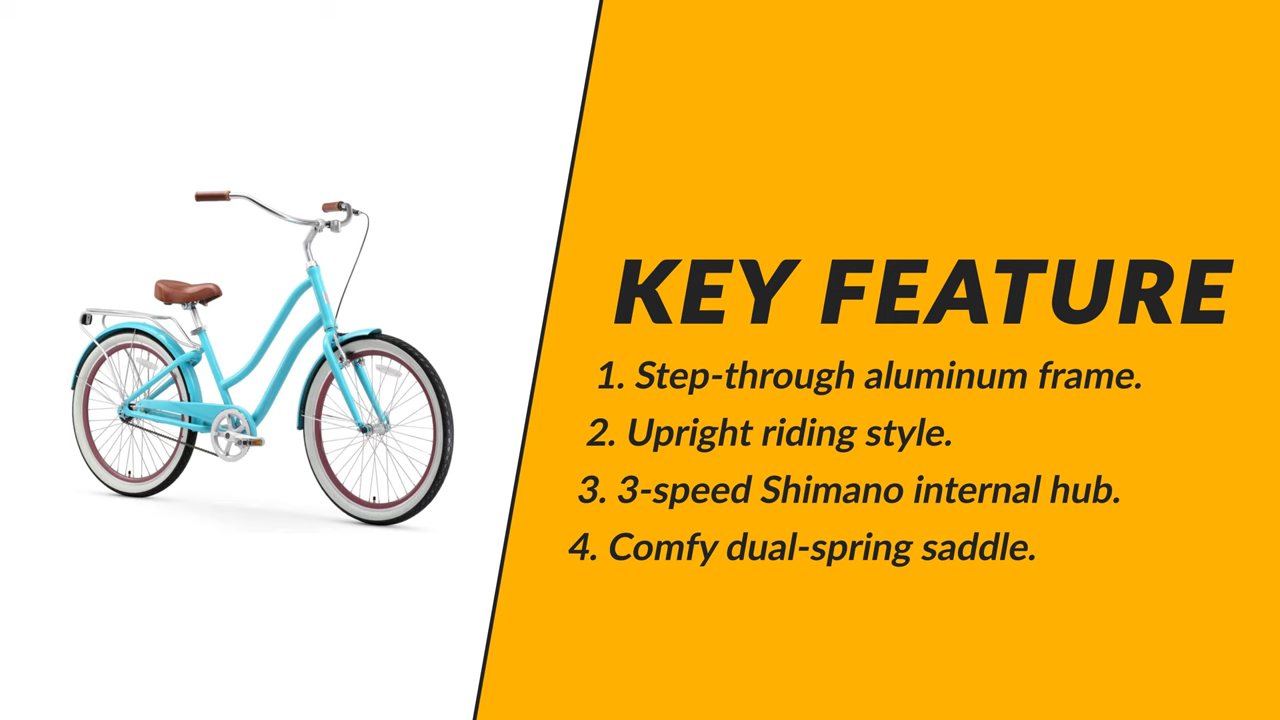 KEY FEATURE
1. Step-through aluminum frame.
2. Upright riding style.
3. 3-speed Shimano internal hub.
4. Comfy dual-spring saddle.